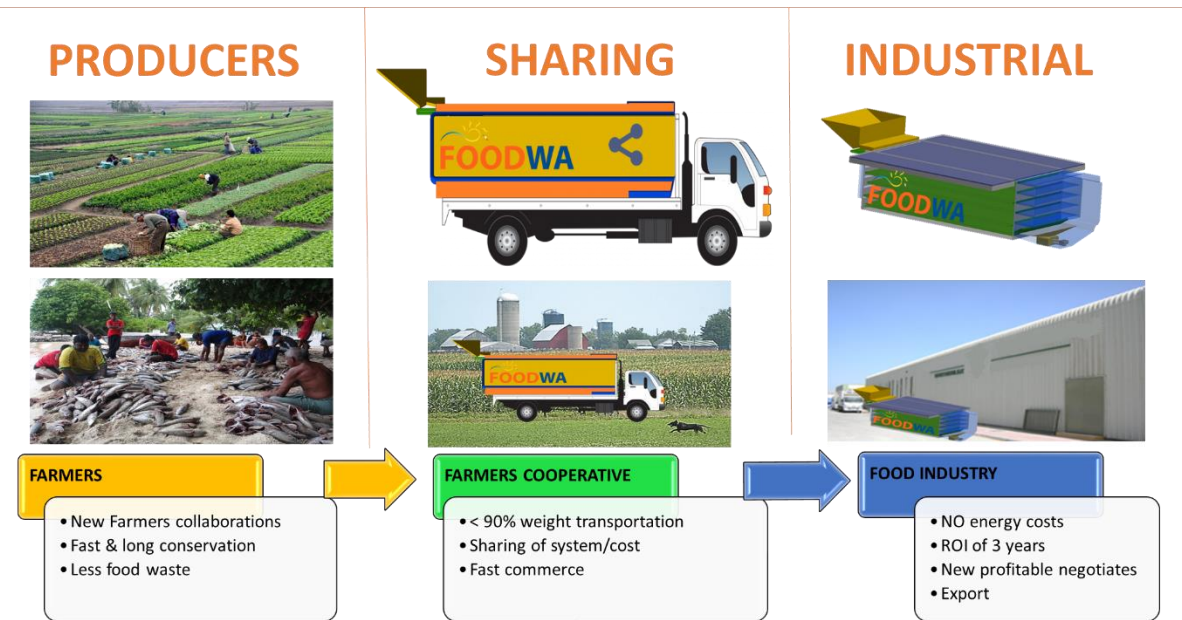 PRODUCERS
SHARING
INDUSTRIAL
FOODWA
FOODWA
FOODWA
FOODWA
FARMERS
• New Farmers collaborations
• Fast & long conservation
• Less food waste
FARMERS COOPERATIVE
• < 90% weight transportation
• Sharing of system/cost
• Fast commerce
FOOD INDUSTRY
• NO energy costs
• ROI of 3 years
• New profitable negotiates
• Export